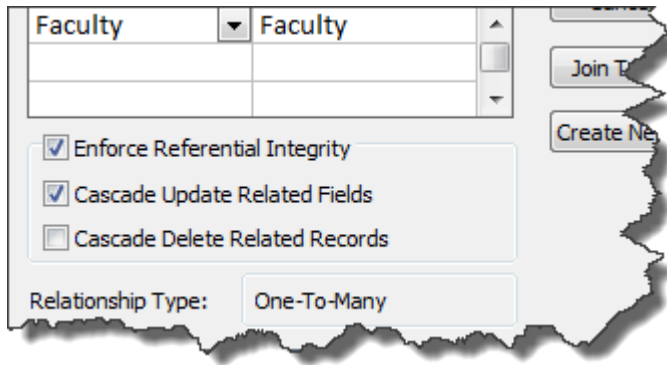 Faculty Faculty
Join
Enforce Referential Integrity
Create
Cascade Update Related Fields
Cascade Delete Related Records
Relationship Type: One-To-Many